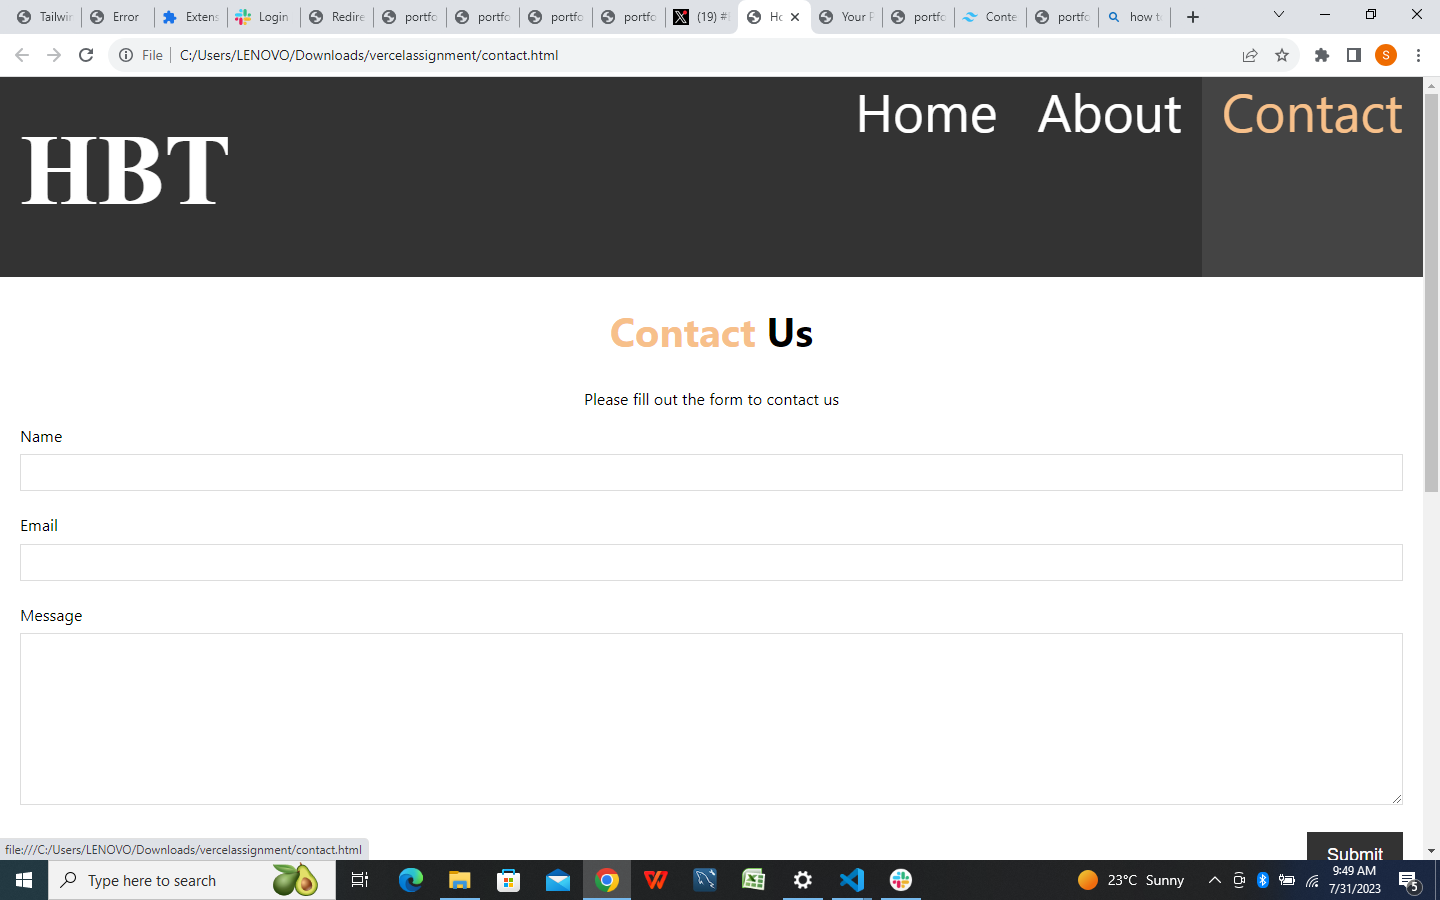 Tailwin Error Extens Login Redire portfo portfo portfo portfo (19) # Ho Your P portfo Conte portfo how t
File C:/Users/LENOVO/Downloads/vercelassignment/contact.html S
Home About Contact
HBT
Contact Us
Please fill out the form to contact us
Name
Email
Message
Submit
file:///C:/Users/LENOVO/Downloads/vercelassignment/contact.html
Type here to search
23°C Sunny
9:49 AM
7/31/2023
5